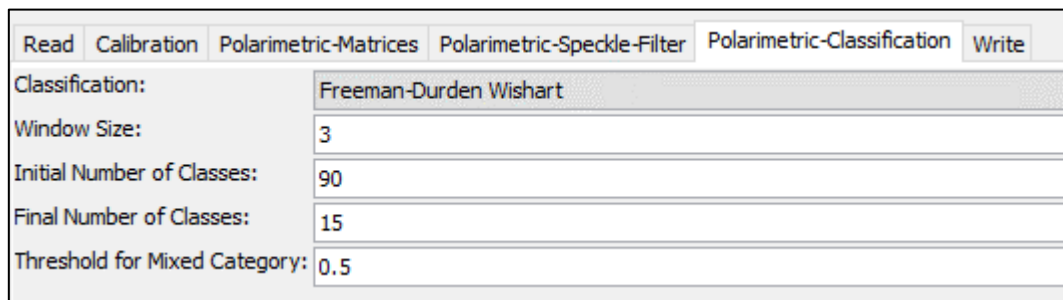 Read Calibration Polarimetric-Matrices Polarimetric-Speckle-Filter Polarimetric-Classification Write
Classification: Freeman-Durden Wishart
Window Size: 3
Initial Number of Classes: 90
Final Number of Classes: 15
Threshold for Mixed Category: 0.5